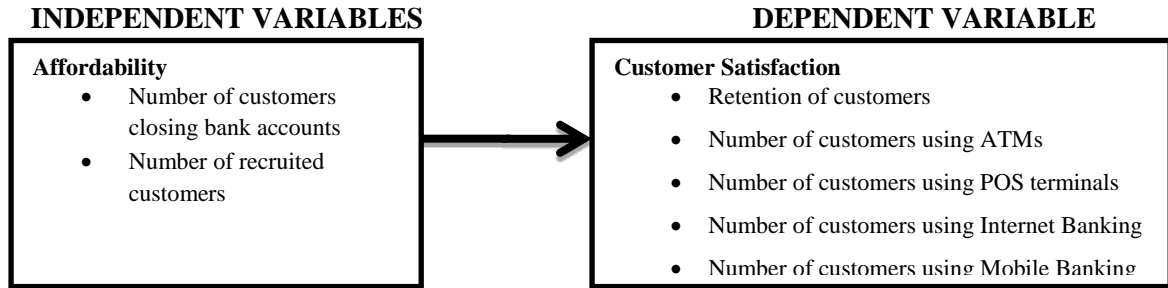 INDEPENDENT VARIABLES
Affordability
• Number of customers
closing bank accounts
• Number of recruited
customers
DEPENDENT VARIABLE
Customer Satisfaction
• Retention of customers
• Number of customers using ATMs
• Number of customers using POS terminals
• Number of customers using Internet Banking
• Number of customers using Mobile Banking